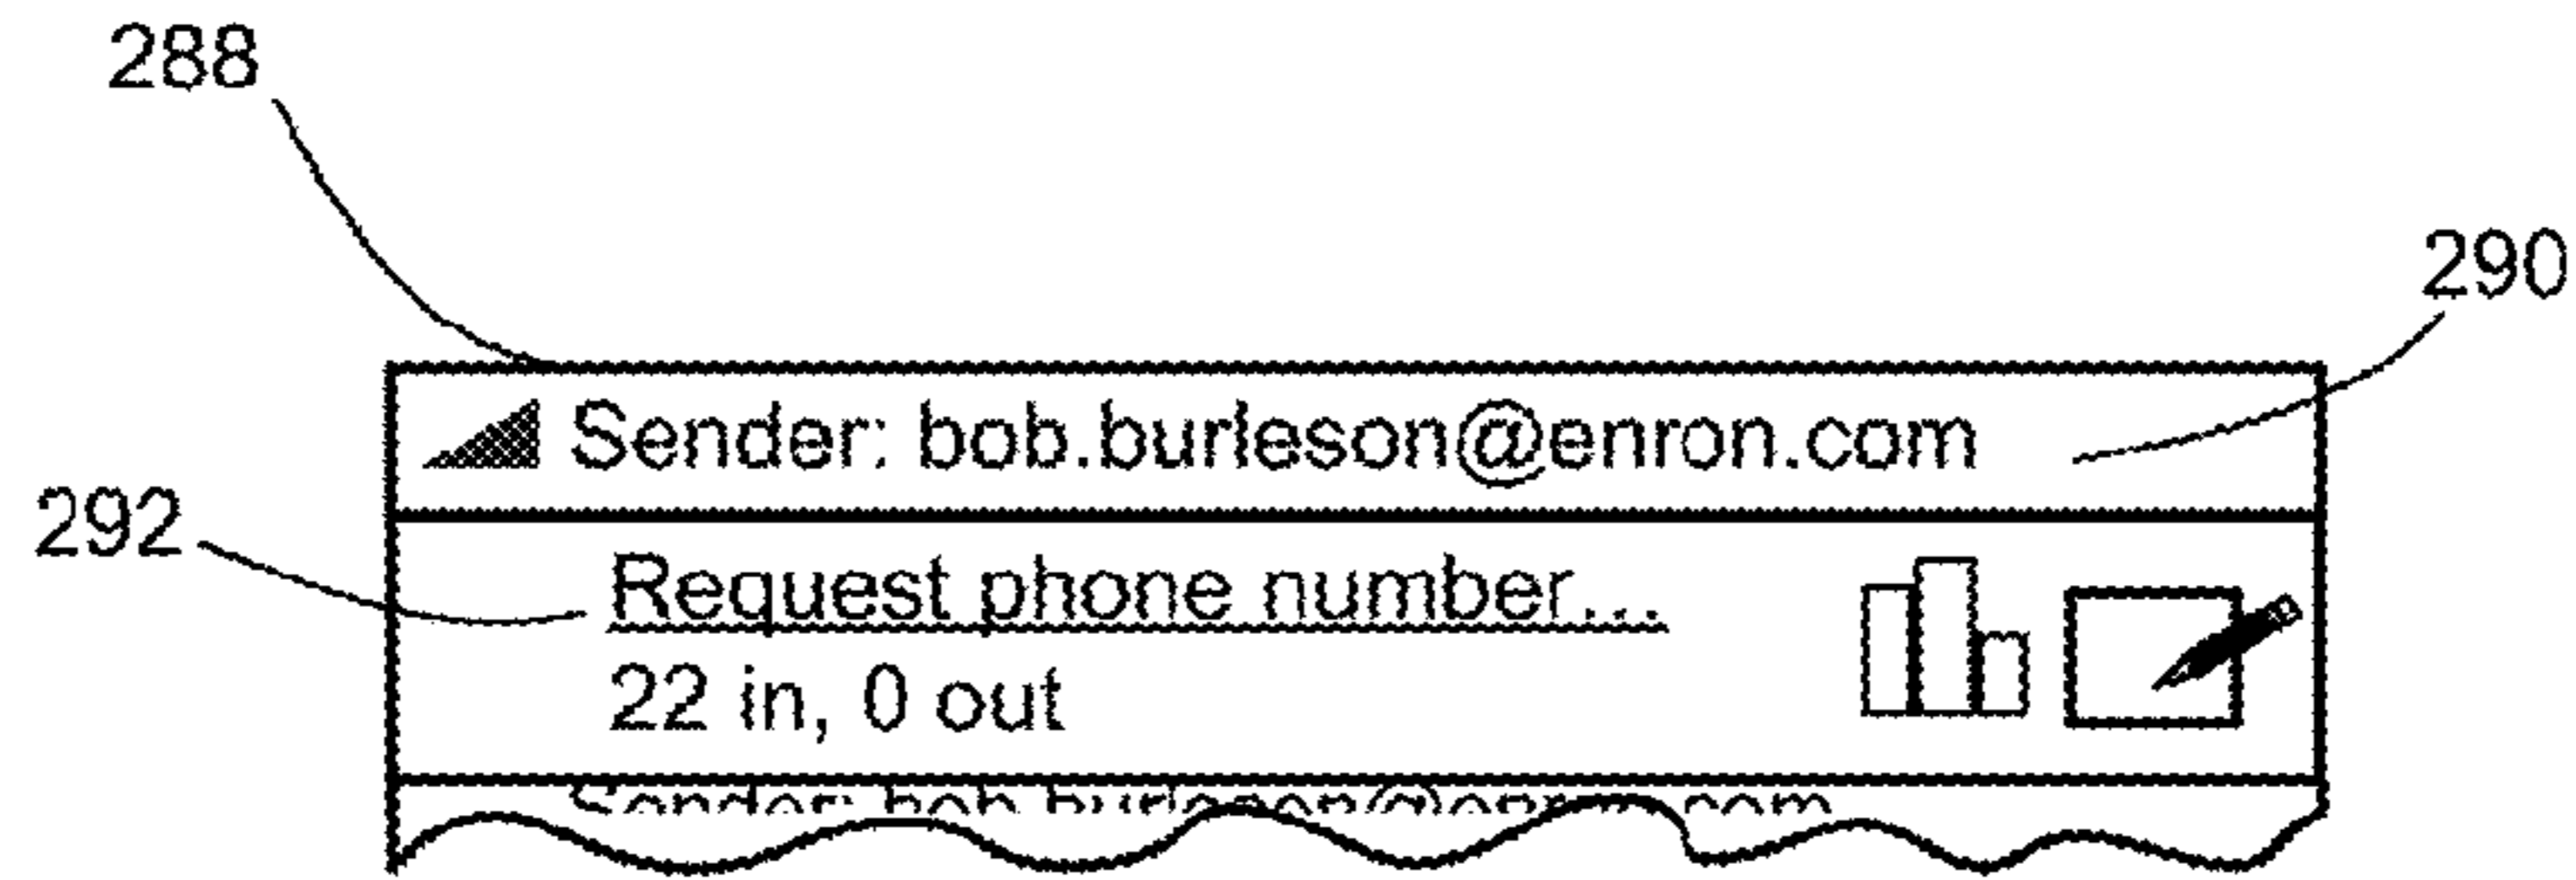 288
290
Sender: bob.burleson@enron.com
292
Request phone number...
22 in, 0 out